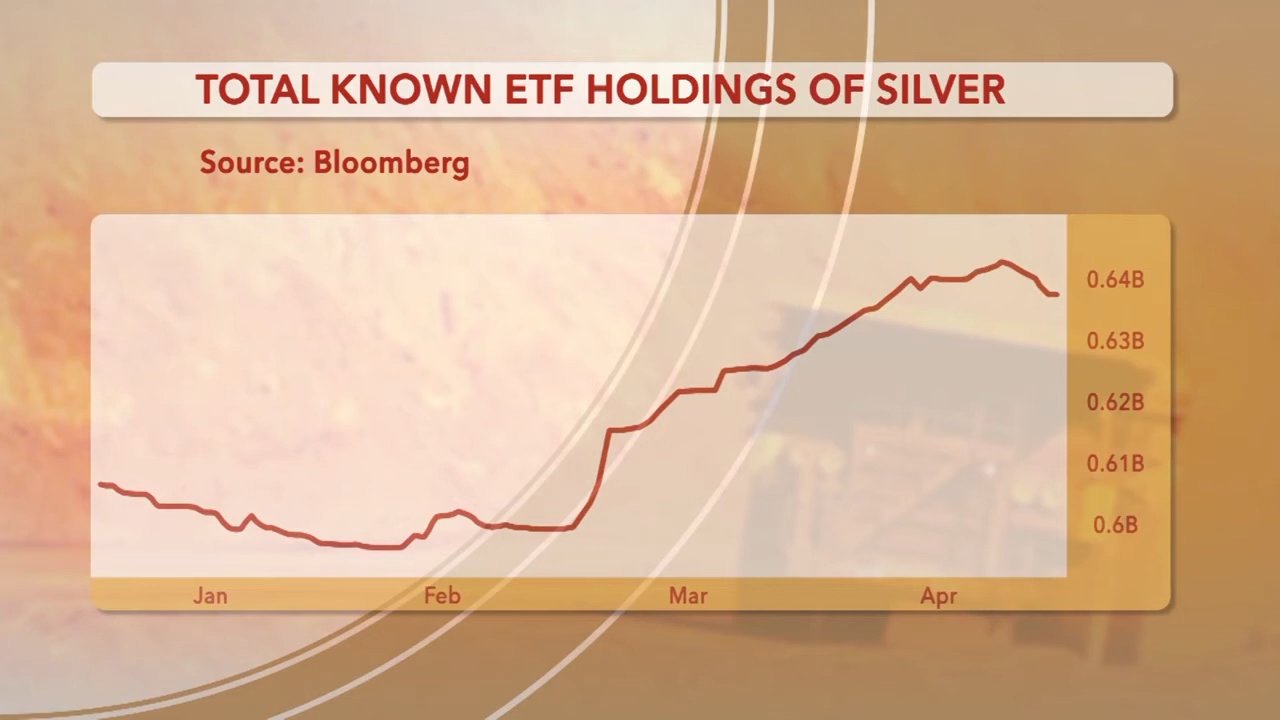 TOTAL KNOWN ETF HOLDINGS OF SILVER
Source: Bloomberg
0.64B
0.63B
0.62B
0.61B
0.6B
Jan Feb Mar Apr